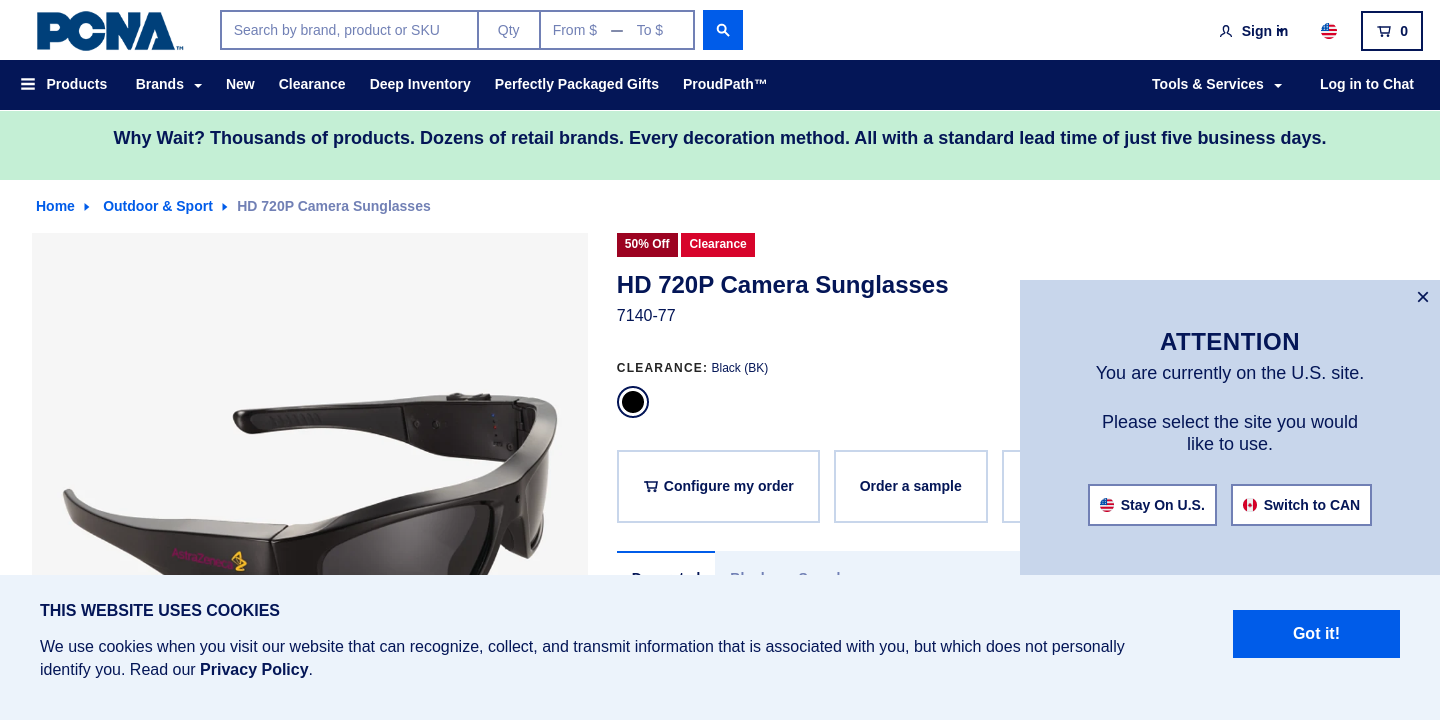 PCNA™
Search by brand, product or SKU
Qty
From $ — To $
Sign in
0
Products
Brands
New
Clearance
Deep Inventory
Perfectly Packaged Gifts
ProudPath™
Tools & Services
Log in to Chat
Why Wait? Thousands of products. Dozens of retail brands. Every decoration method. All with a standard lead time of just five business days.
Home
Outdoor & Sport
HD 720P Camera Sunglasses
50% Off
Clearance
HD 720P Camera Sunglasses
7140-77
CLEARANCE: Black (BK)
Configure my order
Order a sample
AstraZeneca
×
ATTENTION
You are currently on the U.S. site.
Please select the site you would
like to use.
Stay On U.S.
Switch to CAN
THIS WEBSITE USES COOKIES
We use cookies when you visit our website that can recognize, collect, and transmit information that is associated with you, but which does not personally
identify you. Read our Privacy Policy.
Got it!